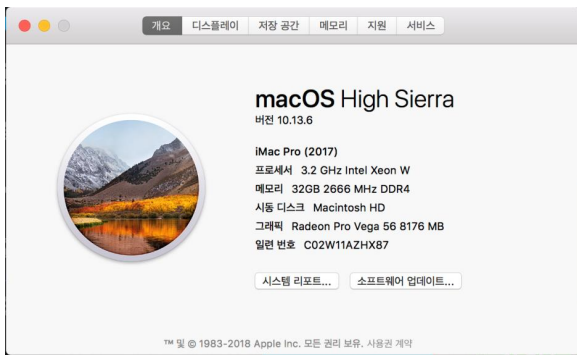 개요 디스플레이 저장 공간 메모리 지원 서비스
macOS High Sierra
버전 10.13.6
iMac Pro (2017)
프로세서 3.2 GHz Intel Xeon W
메모리 32GB 2666 MHz DDR4
시동 디스크 Macintosh HD
그래픽 Radeon Pro Vega 56 8176 MB
일련 번호 C02W11AZHX87
시스템 리포트... 소프트웨어 업데이트...
™ 및 © 1983-2018 Apple Inc. 모든 권리 보유. 사용권 계약